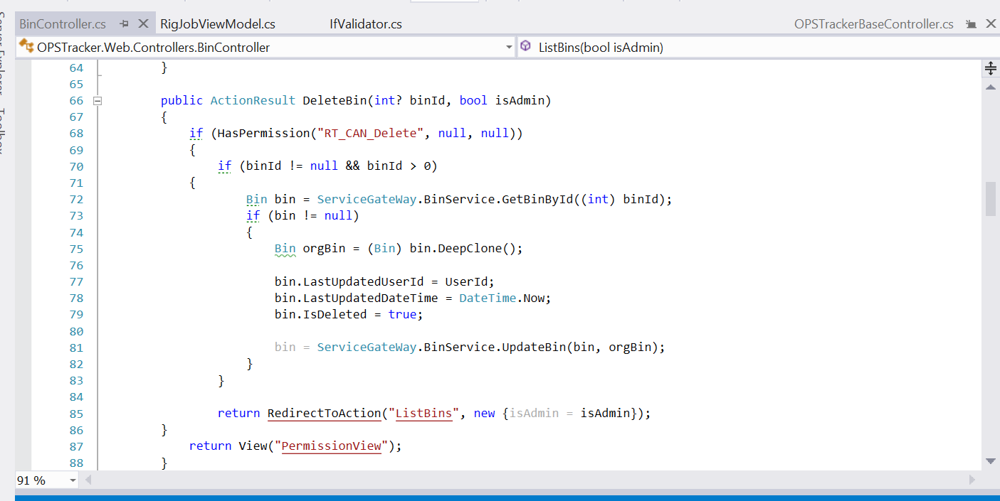 BinController.cs RigJobViewModel.cs IfValidator.cs OPSTrackerBaseController.cs
OPSTracker.Web.Controllers.BinController ListBins(bool isAdmin)
64 }
65
66 public ActionResult DeleteBin(int? binId, bool isAdmin)
67 {
68 if (HasPermission("RT_CAN_Delete", null, null))
69 {
70 if (binId != null && binId > 0)
71 {
72 Bin bin = ServiceGateWay.BinService.GetBinById((int) binId);
73 if (bin != null)
74 {
75 Bin orgBin = (Bin) bin.DeepClone();
76
77 bin.LastUpdatedUserId = UserId;
78 bin.LastUpdatedDateTime = DateTime.Now;
79 bin.IsDeleted = true;
80
81 bin = ServiceGateWay.BinService.UpdateBin(bin, orgBin);
82 }
83 }
84
85 return RedirectToAction("ListBins", new {isAdmin = isAdmin});
86 }
87 return View("PermissionView");
88 }
91 %